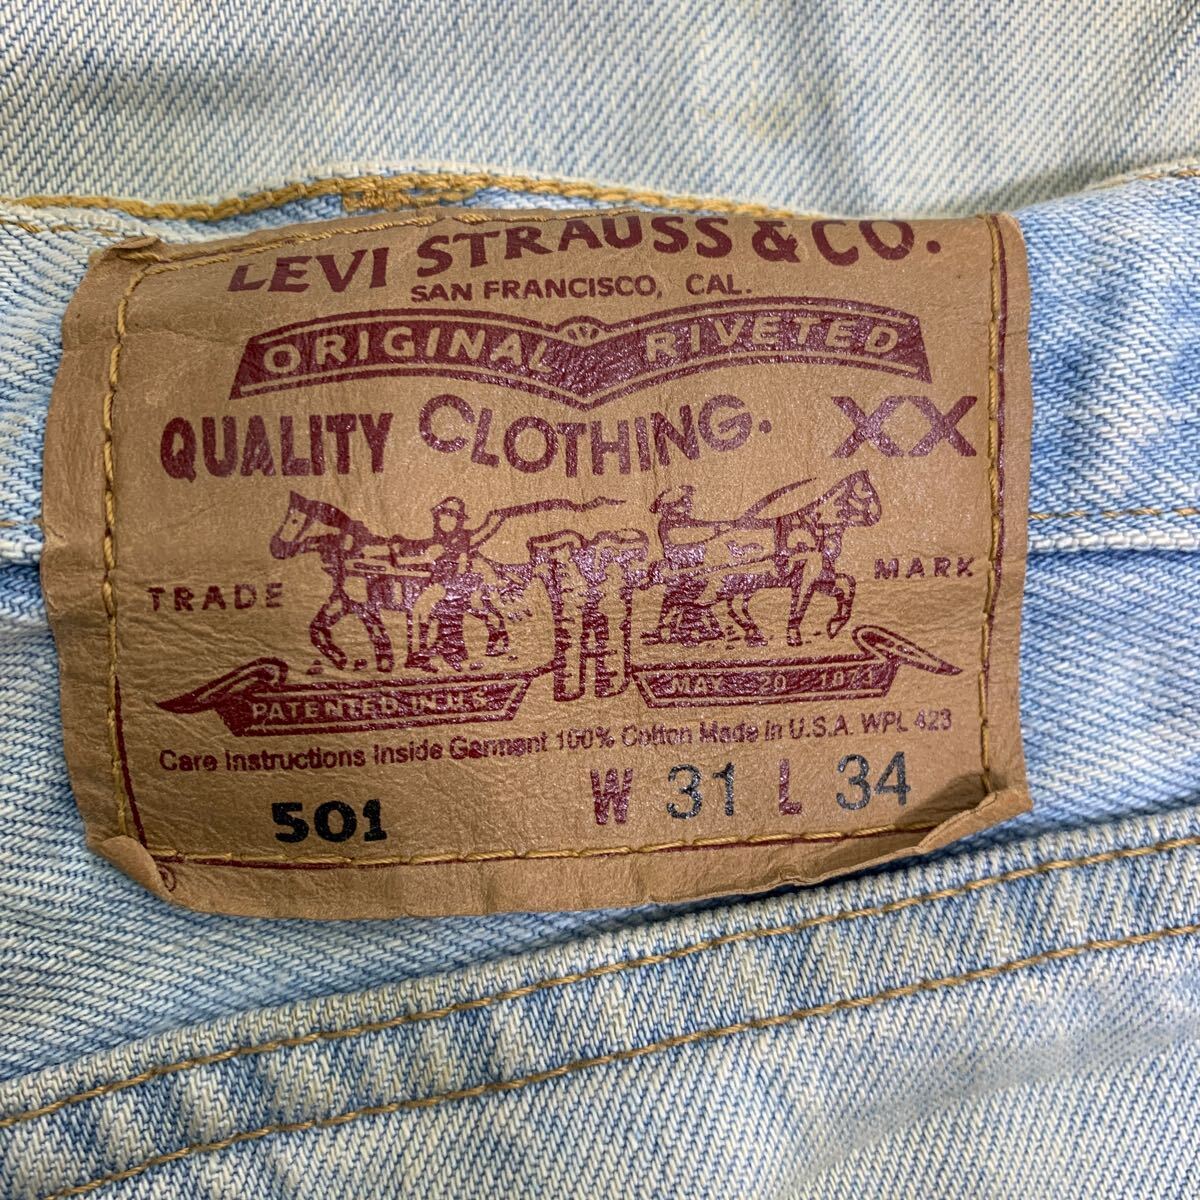 LEVI STRAUSS & CO.
SAN FRANCISCO, CAL.
ORIGINAL RIVETED
QUALITY CLOTHING. XX
TRADE MARK
PATENTED IN U.S. MAY 20 1873
Care Instructions Inside Garment 100% Cotton Made in U.S.A. WPL 423
501 W 31 L 34
®